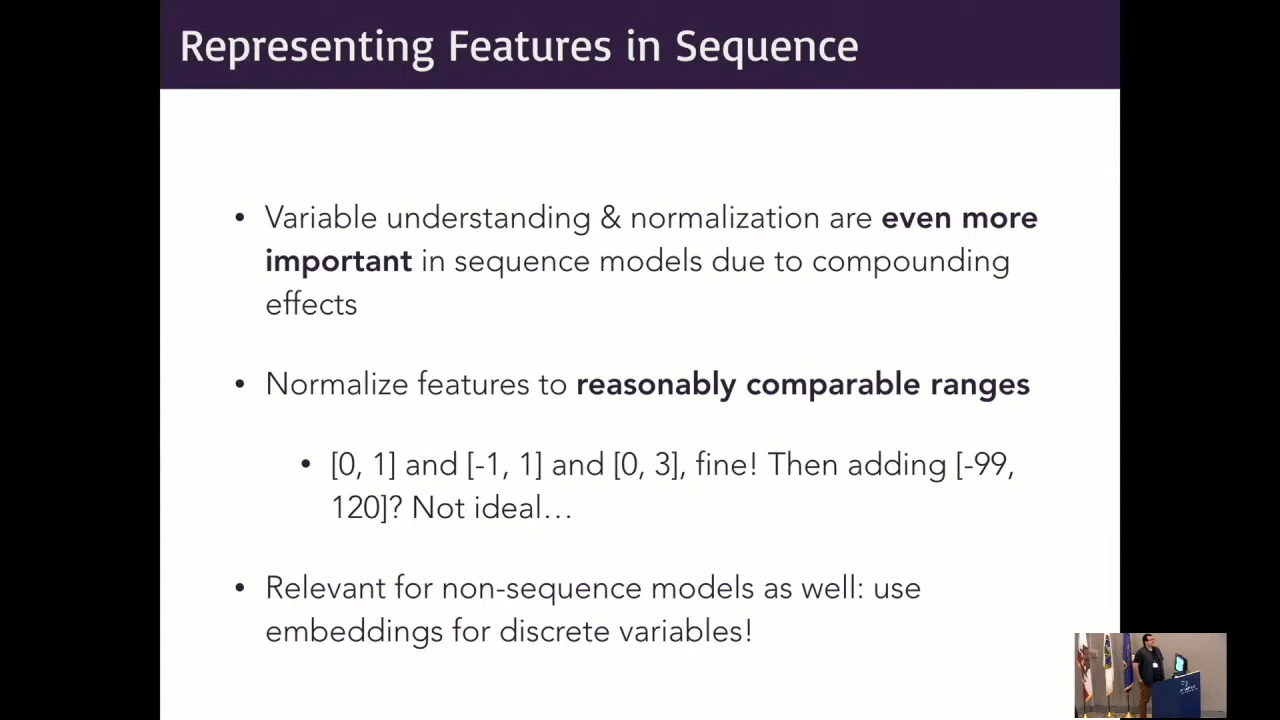 Representing Features in Sequence
• Variable understanding & normalization are even more
important in sequence models due to compounding
effects
• Normalize features to reasonably comparable ranges
• [0, 1] and [-1, 1] and [0, 3], fine! Then adding [-99,
120]? Not ideal…
• Relevant for non-sequence models as well: use
embeddings for discrete variables!